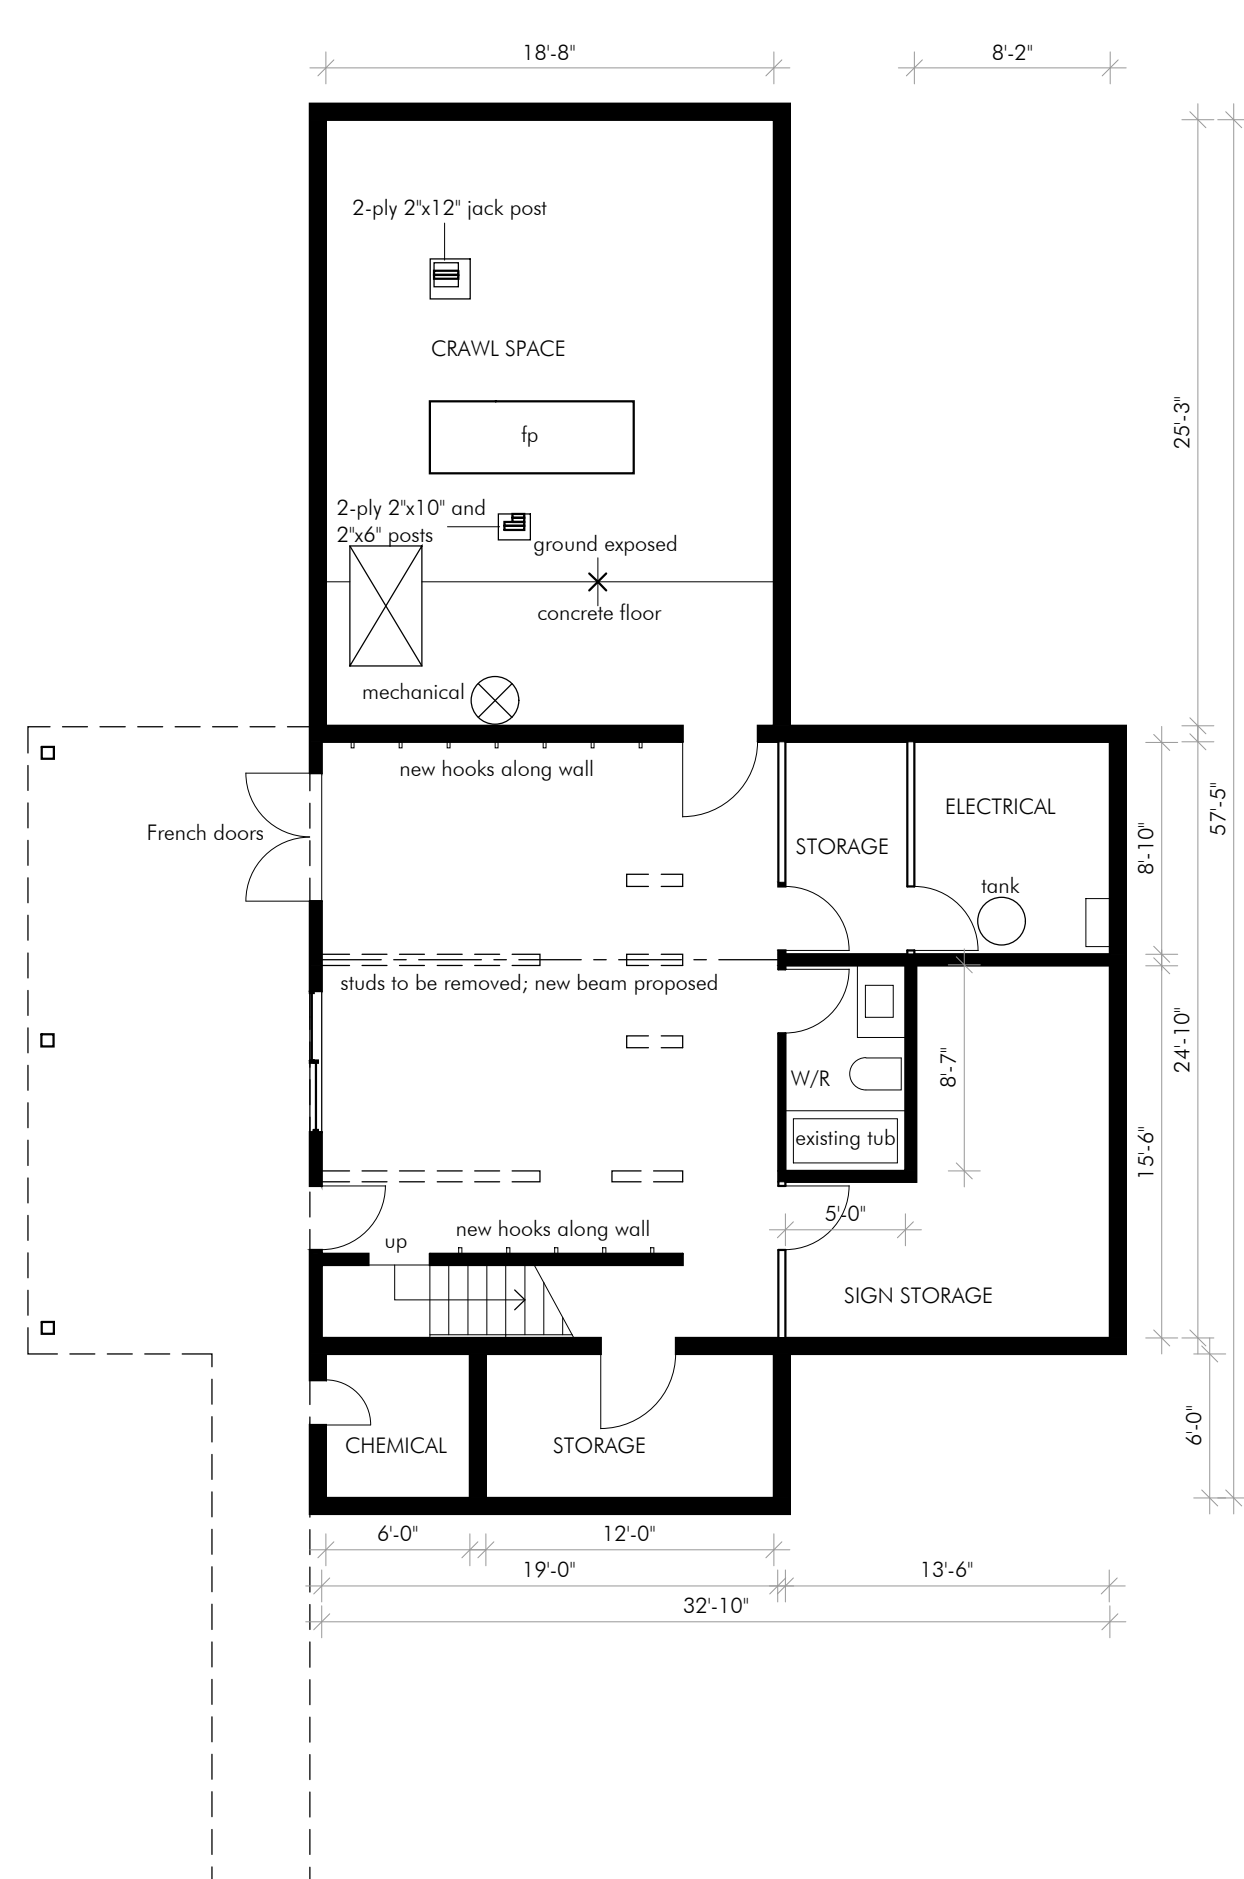 18'-8"
8'-2"
2-ply 2"x12" jack post
CRAWL SPACE
25'-3"
fp
2-ply 2"x10" and
2"x6" posts
ground exposed
concrete floor
mechanical
new hooks along wall
French doors
STORAGE
ELECTRICAL
tank
8'-10"
57'-5"
studs to be removed; new beam proposed
24'-10"
8'-7"
W/R
existing tub
15'-6"
5'-0"
new hooks along wall
up
SIGN STORAGE
CHEMICAL
STORAGE
6'-0"
6'-0"
12'-0"
19'-0"
13'-6"
32'-10"